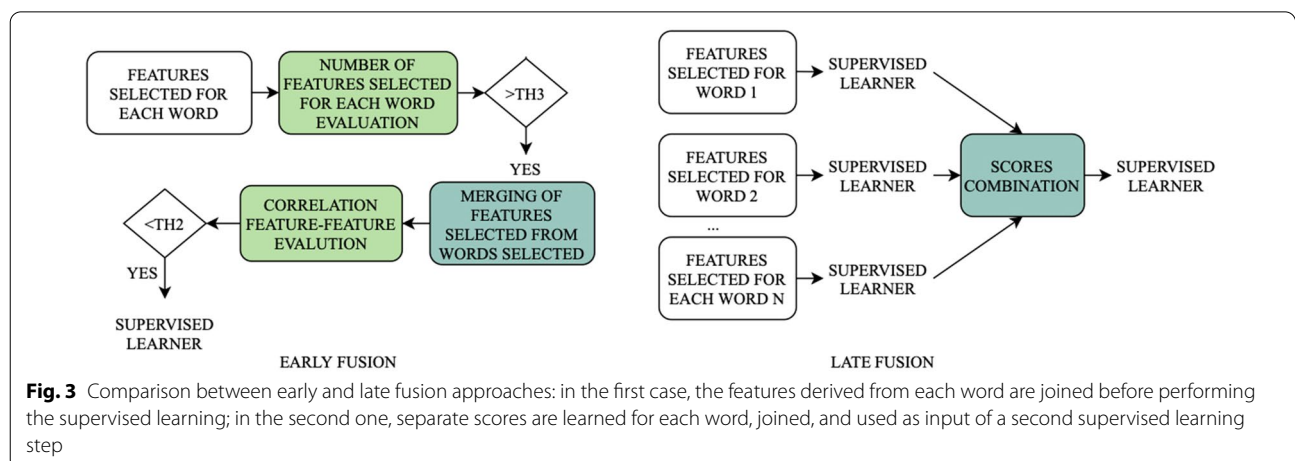 FEATURES
SELECTED FOR
EACH WORD
NUMBER OF
FEATURES SELECTED
FOR EACH WORD
EVALUATION
>TH3
YES
MERGING OF
FEATURES
SELECTED FROM
WORDS SELECTED
CORRELATION
FEATURE-FEATURE
EVALUTION
<TH2
YES
SUPERVISED
LEARNER
EARLY FUSION
FEATURES
SELECTED FOR
WORD 1
SUPERVISED
LEARNER
FEATURES
SELECTED FOR
WORD 2
SUPERVISED
LEARNER
...
FEATURES
SELECTED FOR
EACH WORD N
SUPERVISED
LEARNER
SCORES
COMBINATION
SUPERVISED
LEARNER
LATE FUSION
Fig. 3 Comparison between early and late fusion approaches: in the first case, the features derived from each word are joined before performing
the supervised learning; in the second one, separate scores are learned for each word, joined, and used as input of a second supervised learning
step